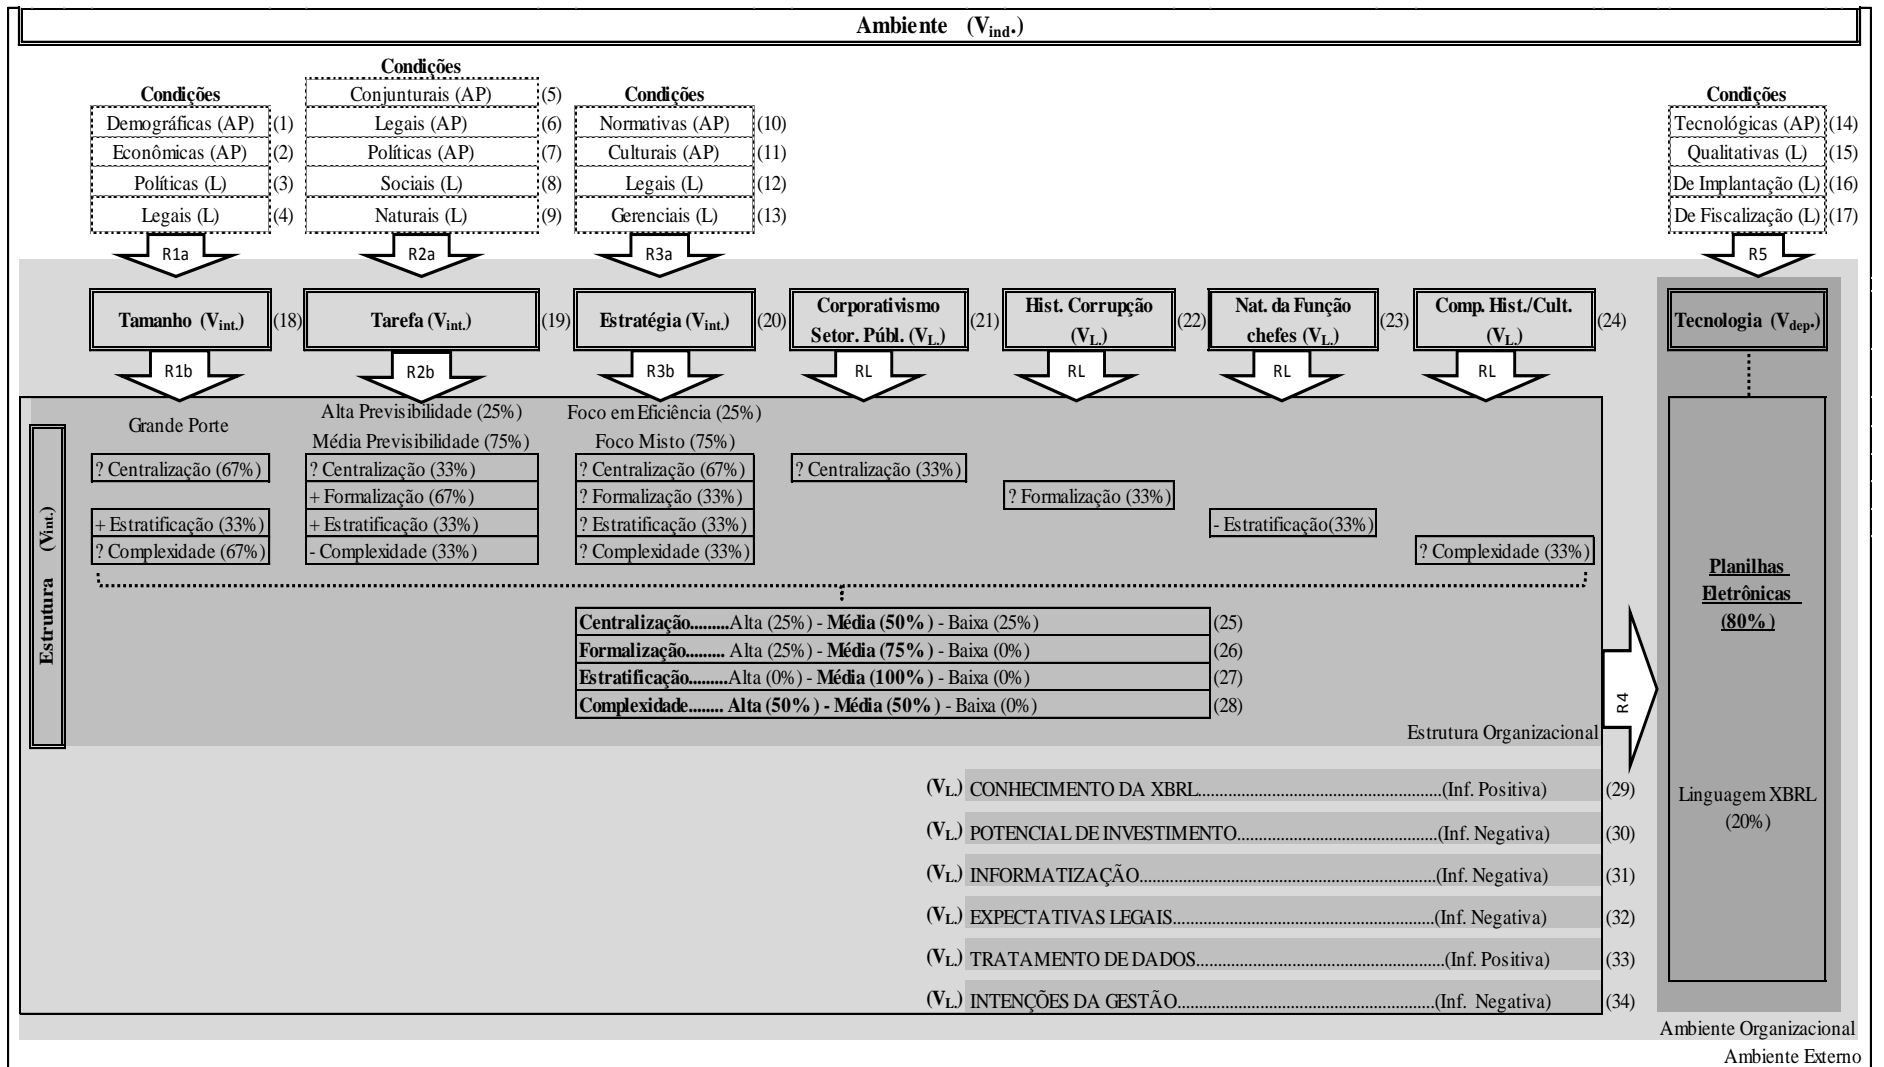 Ambiente (Vind.)
Condições
Demográficas (AP) (1)
Econômicas (AP) (2)
Políticas (L) (3)
Legais (L) (4)
R1a
Condições
Conjunturais (AP) (5)
Legais (AP) (6)
Políticas (AP) (7)
Sociais (L) (8)
Naturais (L) (9)
R2a
Condições
Normativas (AP) (10)
Culturais (AP) (11)
Legais (L) (12)
Gerenciais (L) (13)
R3a
Condições
Tecnológicas (AP) (14)
Qualitativas (L) (15)
De Implantação (L) (16)
De Fiscalização (L) (17)
R5
Tamanho (Vint.) (18)
Tarefa (Vint.) (19)
Estratégia (Vint.) (20)
Corporativismo
Setor. Públ. (VL.) (21)
Hist. Corrupção
(VL.) (22)
Nat. da Função
chefes (VL.) (23)
Comp. Hist./Cult.
(VL.) (24)
Tecnologia (Vdep.)
R1b
R2b
R3b
RL
RL
RL
RL
Estrutura (Vint.)
Grande Porte
? Centralização (67%)
+ Estratificação (33%)
? Complexidade (67%)
Alta Previsibilidade (25%)
Média Previsibilidade (75%)
? Centralização (33%)
+ Formalização (67%)
+ Estratificação (33%)
- Complexidade (33%)
Foco em Eficiência (25%)
Foco Misto (75%)
? Centralização (67%)
? Formalização (33%)
? Estratificação (33%)
? Complexidade (33%)
? Centralização (33%)
? Formalização (33%)
- Estratificação(33%)
? Complexidade (33%)
Centralização.........Alta (25%) - Média (50%) - Baixa (25%) (25)
Formalização......... Alta (25%) - Média (75%) - Baixa (0%) (26)
Estratificação.........Alta (0%) - Média (100%) - Baixa (0%) (27)
Complexidade........ Alta (50%) - Média (50%) - Baixa (0%) (28)
Estrutura Organizacional
R4
(VL.) CONHECIMENTO DA XBRL....................................................(Inf. Positiva) (29)
(VL.) POTENCIAL DE INVESTIMENTO..........................................(Inf. Negativa) (30)
(VL.) INFORMATIZAÇÃO..............................................................(Inf. Negativa) (31)
(VL.) EXPECTATIVAS LEGAIS.......................................................(Inf. Negativa) (32)
(VL.) TRATAMENTO DE DADOS.....................................................(Inf. Positiva) (33)
(VL.) INTENÇÕES DA GESTÃO......................................................(Inf. Negativa) (34)
Planilhas
Eletrônicas
(80%)
Linguagem XBRL
(20%)
Ambiente Organizacional
Ambiente Externo